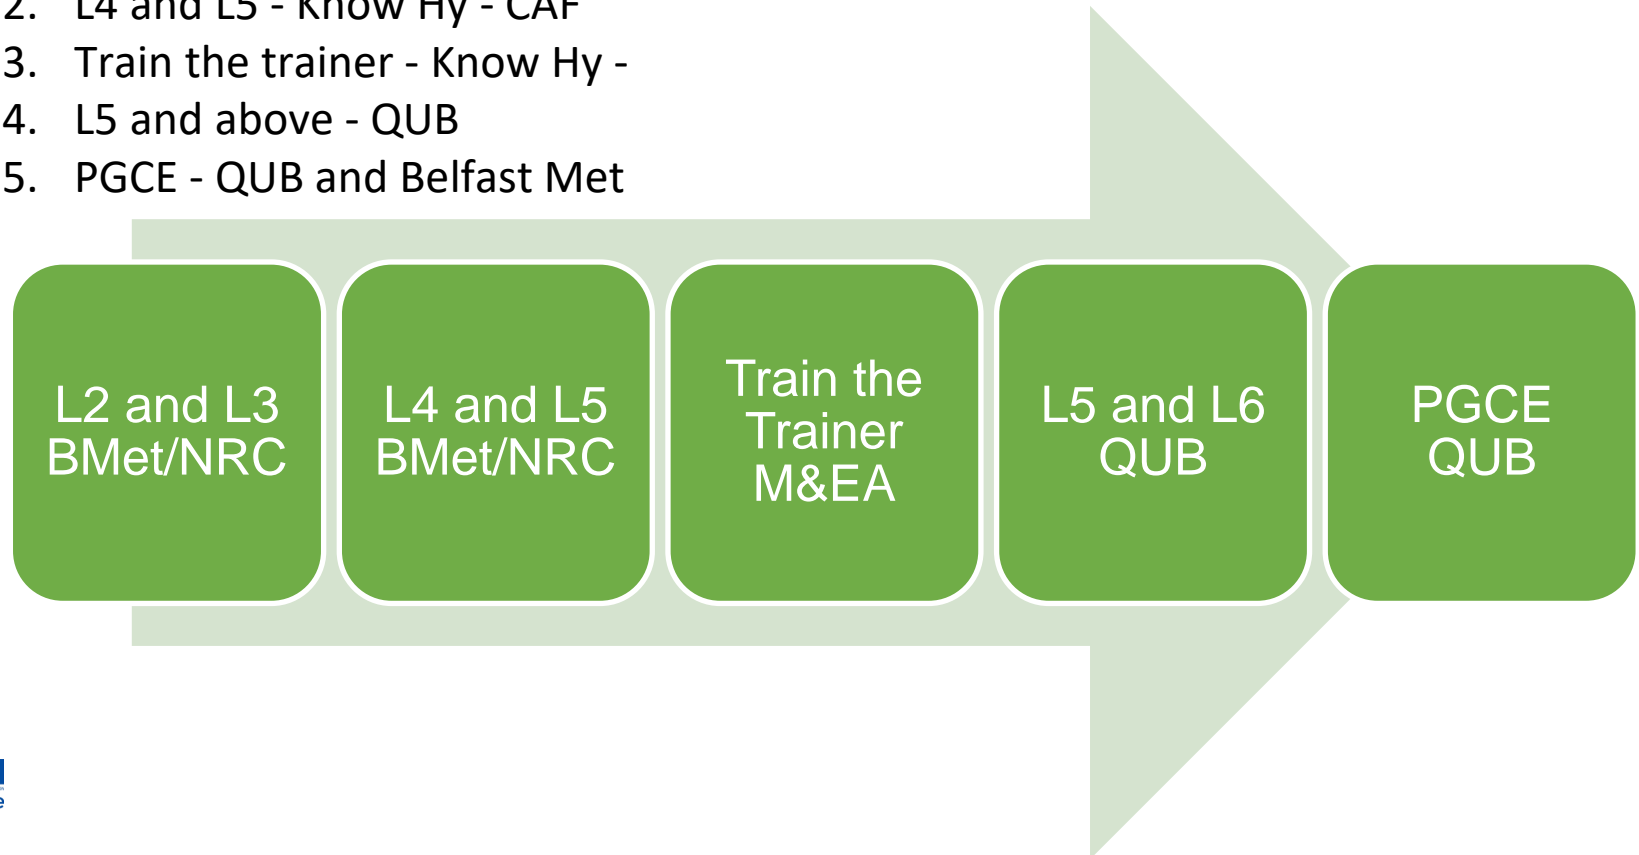 2. L4 and L5 - Know Hy - CAF
3. Train the trainer - Know Hy -
4. L5 and above - QUB
5. PGCE - QUB and Belfast Met
L2 and L3
BMet/NRC
L4 and L5
BMet/NRC
Train the
Trainer
M&EA
L5 and L6
QUB
PGCE
QUB